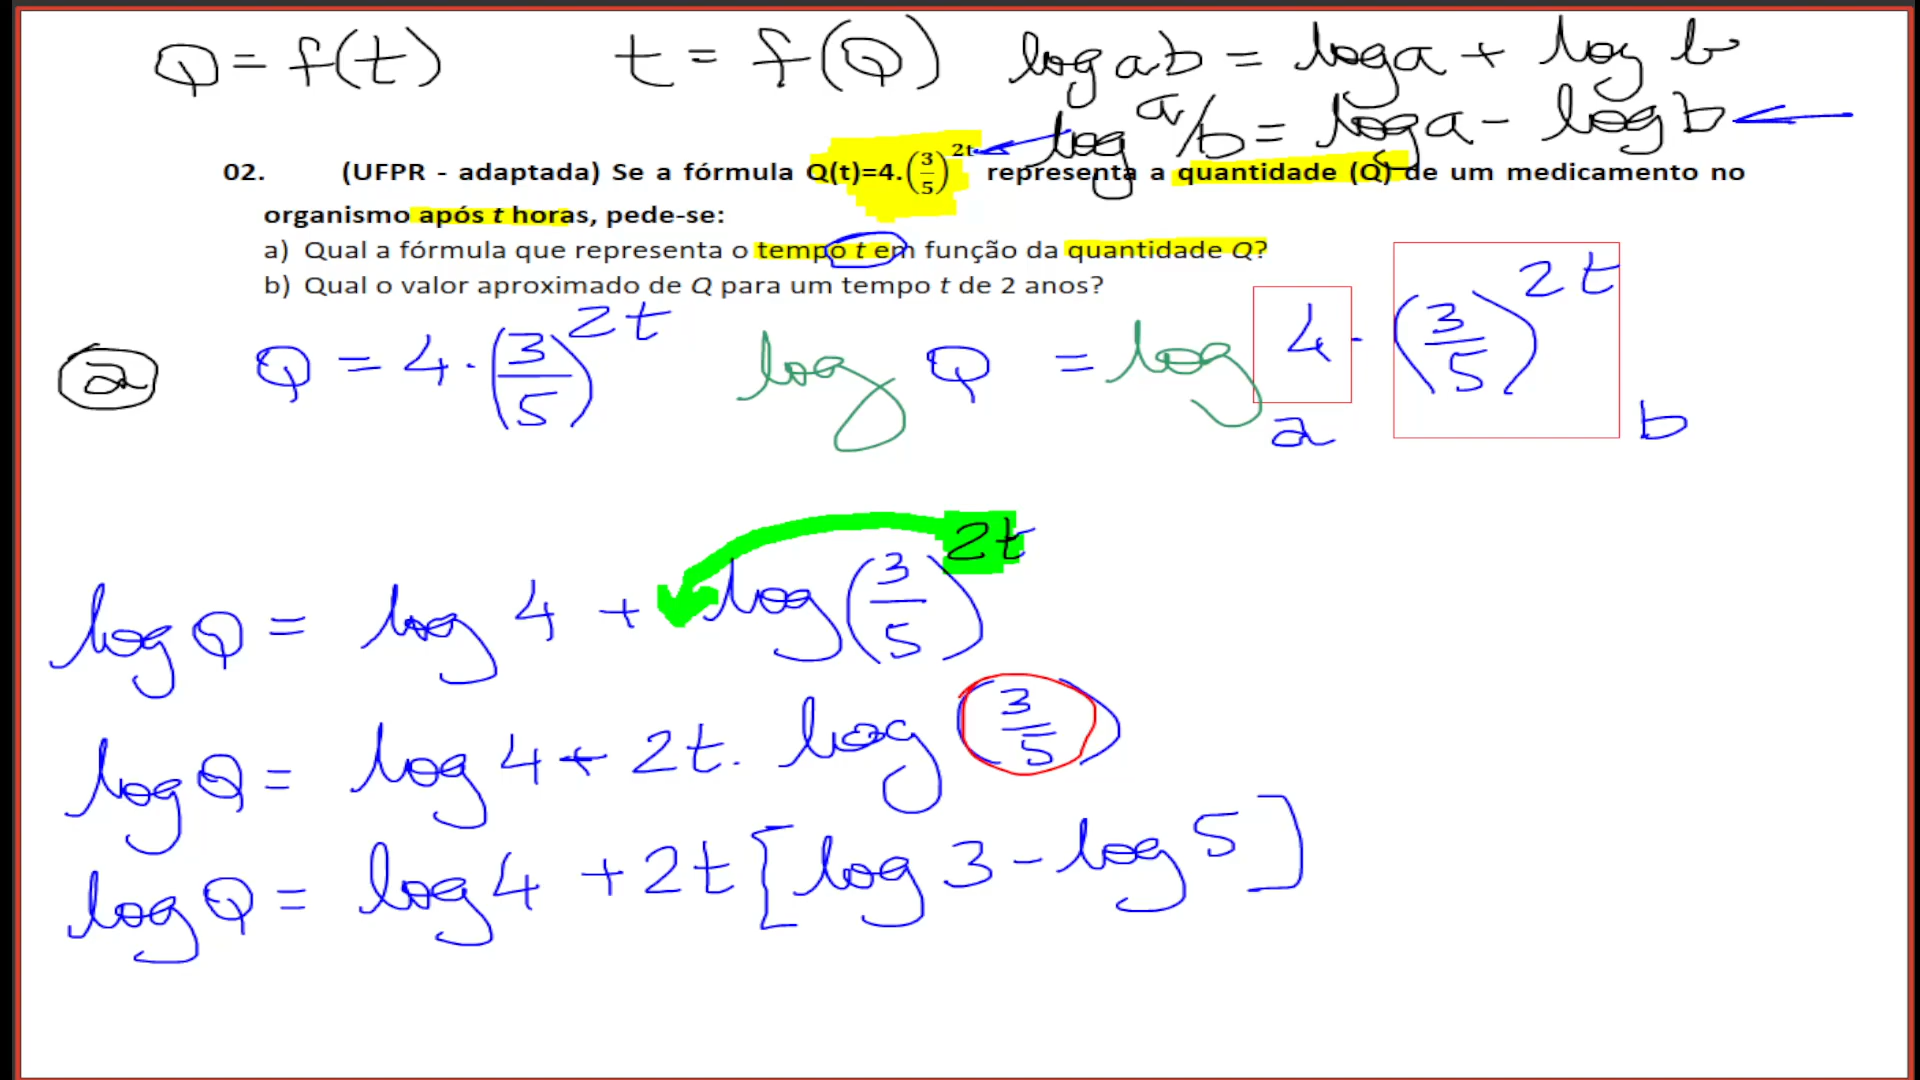 Q = f(t) t = f(Q) log a.b = log a + log b
log a/b = log a - log b
02. (UFPR - adaptada) Se a fórmula Q(t)=4.(3/5)^2t representa a quantidade (Q) de um medicamento no
organismo após t horas, pede-se:
a) Qual a fórmula que representa o tempo t em função da quantidade Q?
b) Qual o valor aproximado de Q para um tempo t de 2 anos?
a Q = 4 . (3/5)^2t log Q = log 4 . (3/5)^2t
a b
log Q = log 4 + log (3/5)^2t
log Q = log 4 + 2t . log (3/5)
log Q = log 4 + 2t [log 3 - log 5]